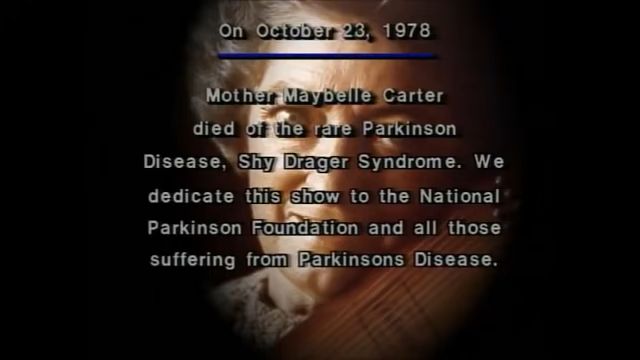 On October 23, 1978
Mother Maybelle Carter
died of the rare Parkinson
Disease, Shy Drager Syndrome. We
dedicate this show to the National
Parkinson Foundation and all those
suffering from Parkinsons Disease.